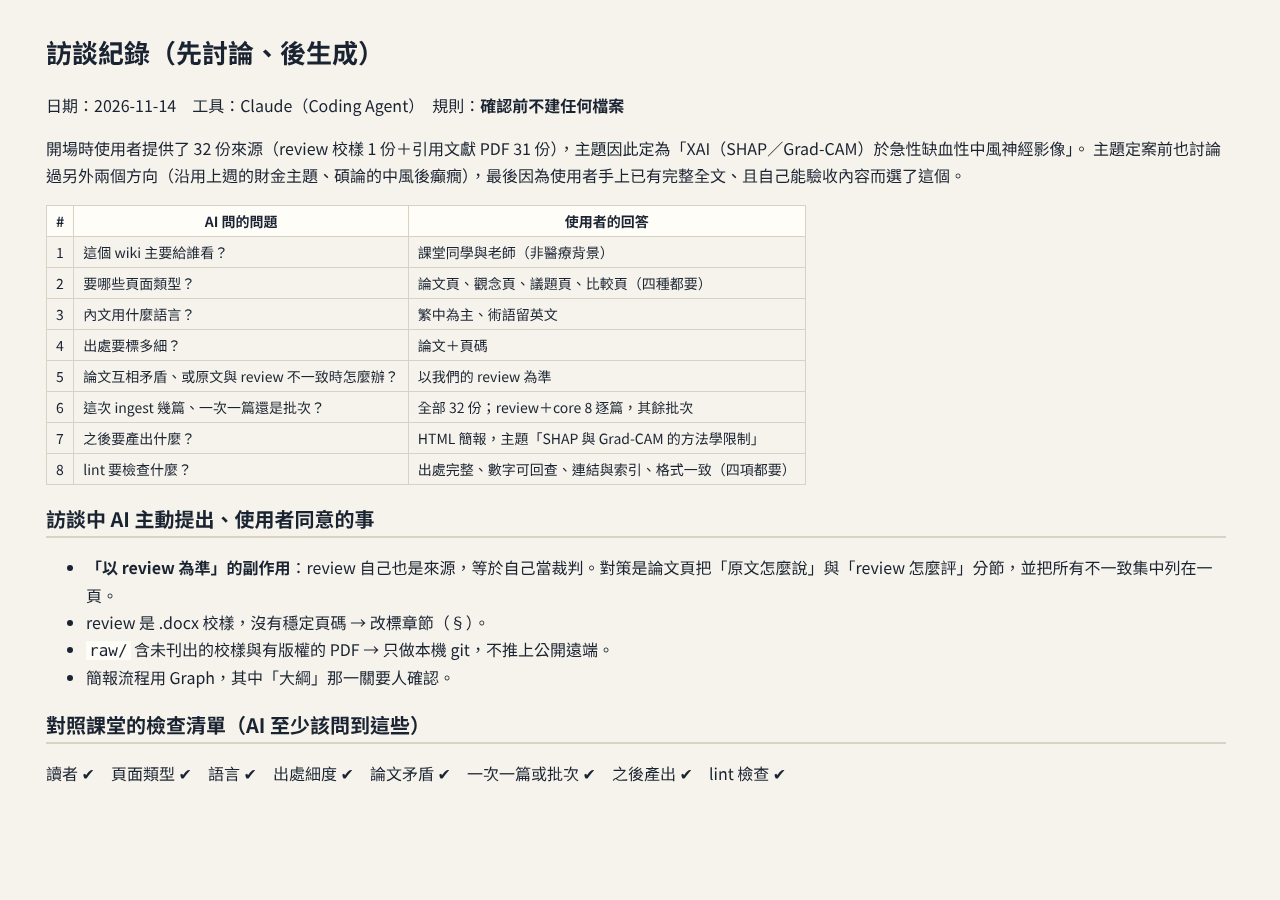 訪談紀錄（先討論、後生成）
日期：2026-11-14　工具：Claude（Coding Agent）　規則：確認前不建任何檔案
開場時使用者提供了 32 份來源（review 校樣 1 份＋引用文獻 PDF 31 份），主題因此定為「XAI（SHAP／Grad-CAM）於急性缺血性中風神經影像」。 主題定案前也討論
過另外兩個方向（沿用上週的財金主題、碩論的中風後癲癇），最後因為使用者手上已有完整全文、且自己能驗收內容而選了這個。
# AI 問的問題 使用者的回答
1 這個 wiki 主要給誰看？ 課堂同學與老師（非醫療背景）
2 要哪些頁面類型？ 論文頁、觀念頁、議題頁、比較頁（四種都要）
3 內文用什麼語言？ 繁中為主、術語留英文
4 出處要標多細？ 論文＋頁碼
5 論文互相矛盾、或原文與 review 不一致時怎麼辦？ 以我們的 review 為準
6 這次 ingest 幾篇、一次一篇還是批次？ 全部 32 份；review＋core 8 逐篇，其餘批次
7 之後要產出什麼？ HTML 簡報，主題「SHAP 與 Grad-CAM 的方法學限制」
8 lint 要檢查什麼？ 出處完整、數字可回查、連結與索引、格式一致（四項都要）
訪談中 AI 主動提出、使用者同意的事
• 「以 review 為準」的副作用：review 自己也是來源，等於自己當裁判。對策是論文頁把「原文怎麼說」與「review 怎麼評」分節，並把所有不一致集中列在一
頁。
• review 是 .docx 校樣，沒有穩定頁碼 → 改標章節（§）。
• raw/ 含未刊出的校樣與有版權的 PDF → 只做本機 git，不推上公開遠端。
• 簡報流程用 Graph，其中「大綱」那一關要人確認。
對照課堂的檢查清單（AI 至少該問到這些）
讀者 ✔　頁面類型 ✔　語言 ✔　出處細度 ✔　論文矛盾 ✔　一次一篇或批次 ✔　之後產出 ✔　lint 檢查 ✔